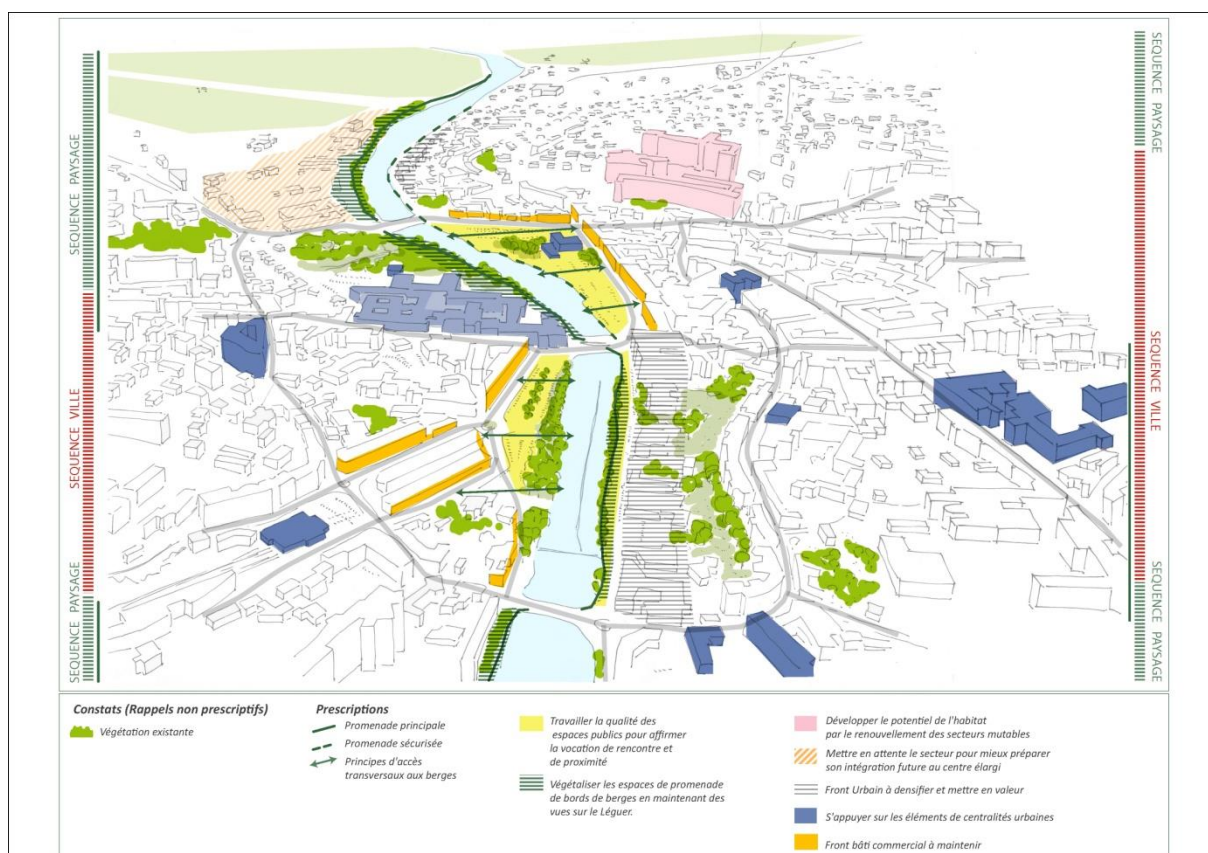 SEQUENCE PAYSAGE
SEQUENCE VILLE
SEQUENCE PAYSAGE
SEQUENCE PAYSAGE
SEQUENCE VILLE
SEQUENCE PAYSAGE
Constats (Rappels non prescriptifs)
Végétation existante
Prescriptions
Promenade principale
Promenade sécurisée
Principes d'accès
transversaux aux berges
Travailler la qualité des
espaces publics pour affirmer
la vocation de rencontre et
de proximité
Végétaliser les espaces de promenade
de bords de berges en maintenant des
vues sur le Léguer.
Développer le potentiel de l'habitat
par le renouvellement des secteurs mutables
Mettre en attente le secteur pour mieux préparer
son intégration future au centre élargi
Front Urbain à densifier et mettre en valeur
S'appuyer sur les éléments de centralités urbaines
Front bâti commercial à maintenir